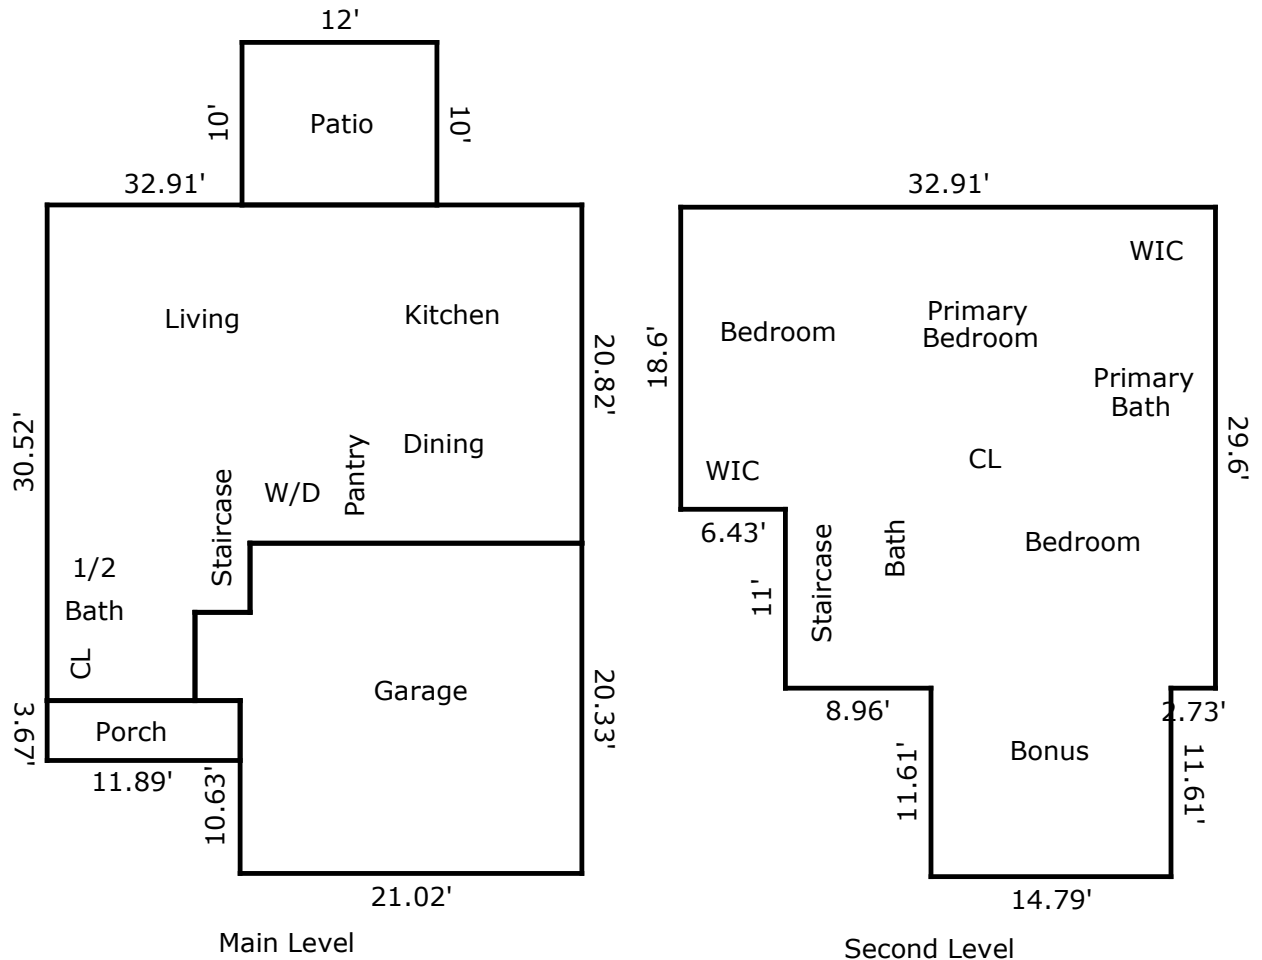 12'
10'
Patio
10'
32.91'
Living
Kitchen
20.82'
30.52'
Dining
Pantry
W/D
Staircase
1/2
Bath
CL
Garage
20.33'
3.97'
Porch
11.89'
10.63'
21.02'
Main Level
32.91'
WIC
Primary
Bedroom
Bedroom
18.6'
Primary
Bath
29.6'
CL
WIC
6.43'
Bedroom
11'
Staircase
Bath
8.96'
2.73'
11.61'
Bonus
11.61'
14.79'
Second Level